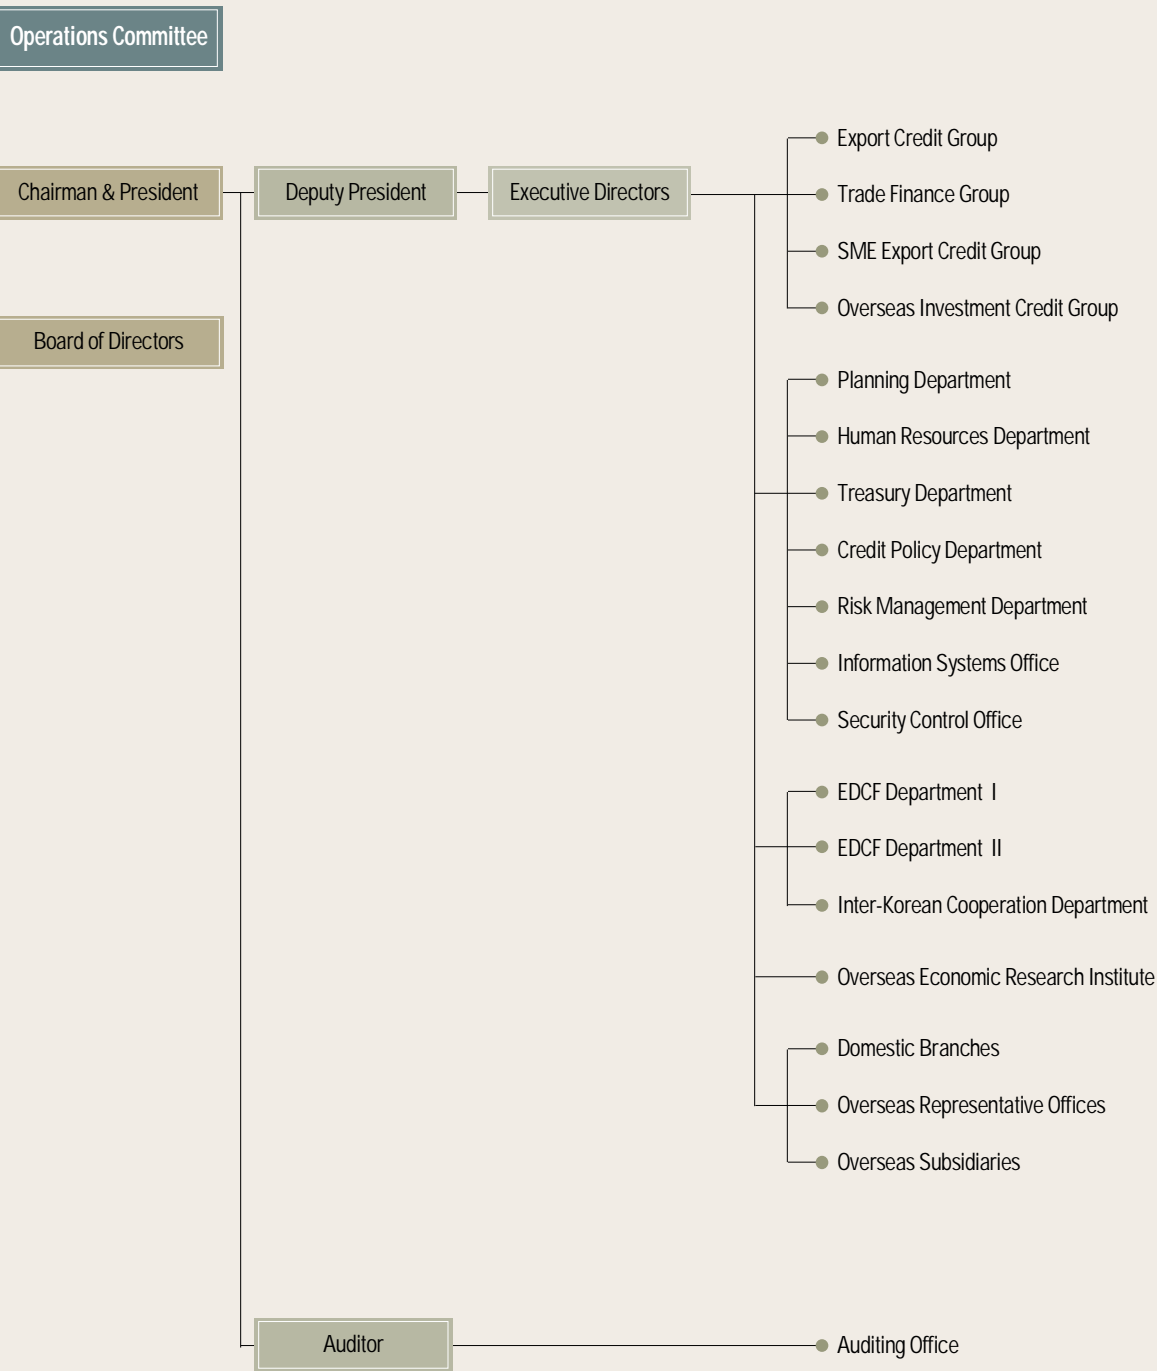 Operations Committee
Chairman & President
Deputy President
Executive Directors
Board of Directors
Export Credit Group
Trade Finance Group
SME Export Credit Group
Overseas Investment Credit Group
Planning Department
Human Resources Department
Treasury Department
Credit Policy Department
Risk Management Department
Information Systems Office
Security Control Office
EDCF Department I
EDCF Department II
Inter-Korean Cooperation Department
Overseas Economic Research Institute
Domestic Branches
Overseas Representative Offices
Overseas Subsidiaries
Auditor
Auditing Office